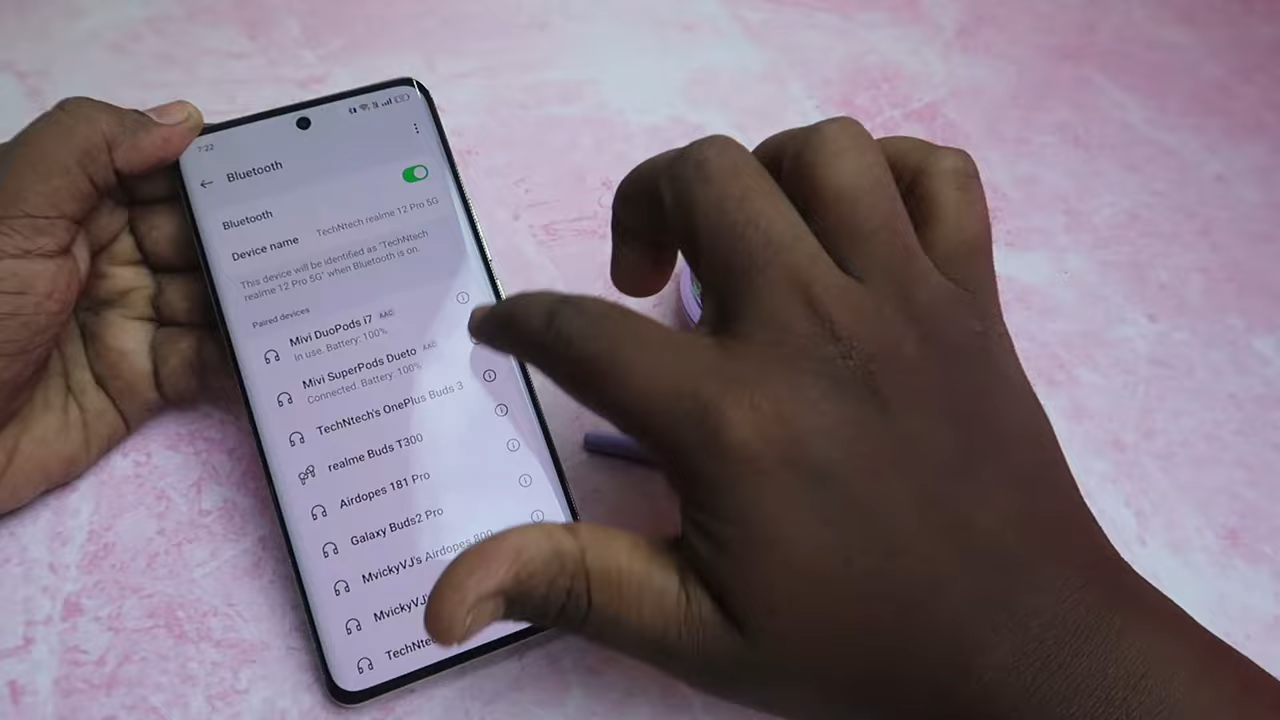 7:22
Bluetooth
Bluetooth
Device name TechNtech realme 12 Pro 5G
This device will be identified as "TechNtech
realme 12 Pro 5G" when Bluetooth is on.
Paired devices
Mivi DuoPods i7 AAC
In use. Battery: 100%
Mivi SuperPods Dueto AAC
Connected. Battery: 100%
TechNtech's OnePlus Buds 3
realme Buds T300
Airdopes 181 Pro
Galaxy Buds2 Pro
MvickyVJ's Airdopes 800